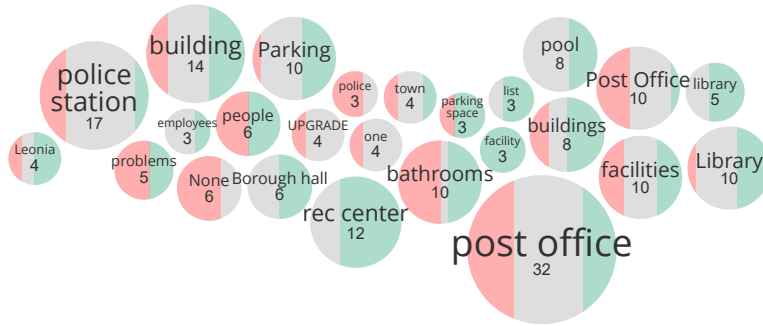 building
14
Parking
10
pool
8
police
station
17
police
3
town
4
list
3
Post Office
10
library
5
parking
space
3
employees
3
people
6
UPGRADE
4
one
4
buildings
8
facility
3
Leonia
4
problems
5
None
6
Borough hall
6
bathrooms
10
facilities
10
Library
10
rec center
12
post office
32